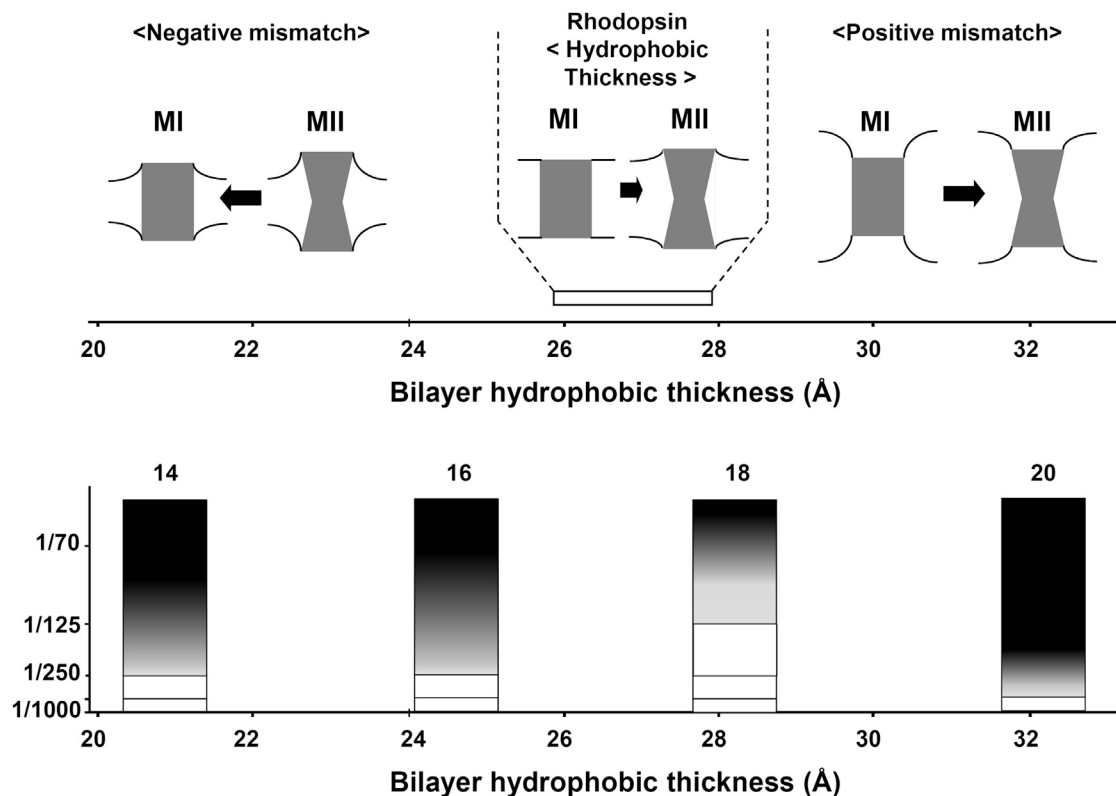 <Negative mismatch>
Rhodopsin
< Hydrophobic
Thickness >
<Positive mismatch>
MI
MII
MI
MII
MI
MII
20
22
24
26
28
30
32
Bilayer hydrophobic thickness (Å)
14
16
18
20
1/70
1/125
1/250
1/1000
20
22
24
26
28
30
32
Bilayer hydrophobic thickness (Å)